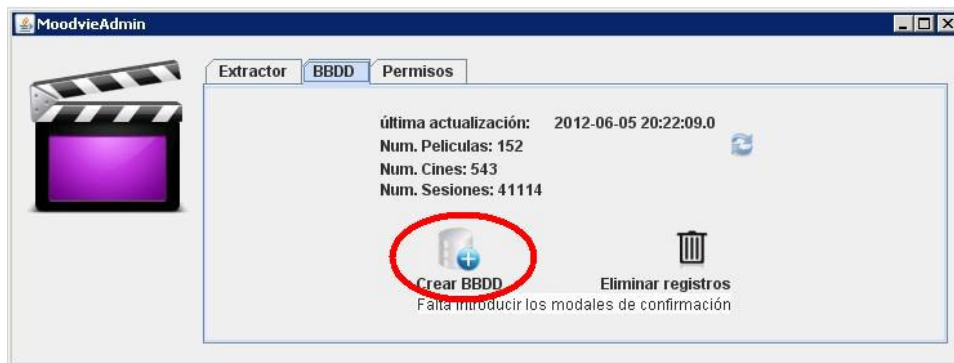 MoodvieAdmin
Extractor BBDD Permisos
última actualización: 2012-06-05 20:22:09.0
Num. Peliculas: 152
Num. Cines: 543
Num. Sesiones: 41114
Crear BBDD Eliminar registros
Falta introducir los modales de confirmación